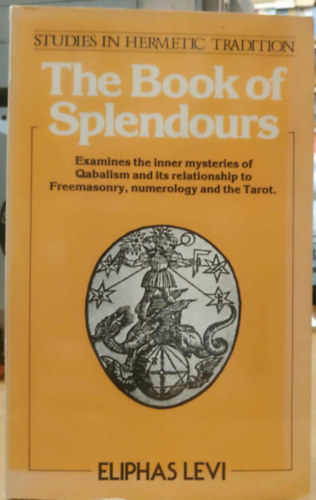 STUDIES IN HERMETIC TRADITION
The Book of
Splendours
Examines the inner mysteries of
Qabalism and its relationship to
Freemasonry, numerology and the Tarot.
ELIPHAS LEVI